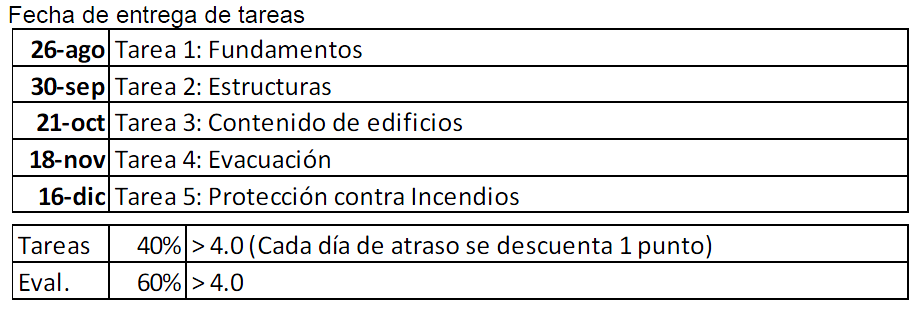 Fecha de entrega de tareas
26-ago Tarea 1: Fundamentos
30-sep Tarea 2: Estructuras
21-oct Tarea 3: Contenido de edificios
18-nov Tarea 4: Evacuación
16-dic Tarea 5: Protección contra Incendios
Tareas 40% > 4.0 (Cada día de atraso se descuenta 1 punto)
Eval. 60% > 4.0